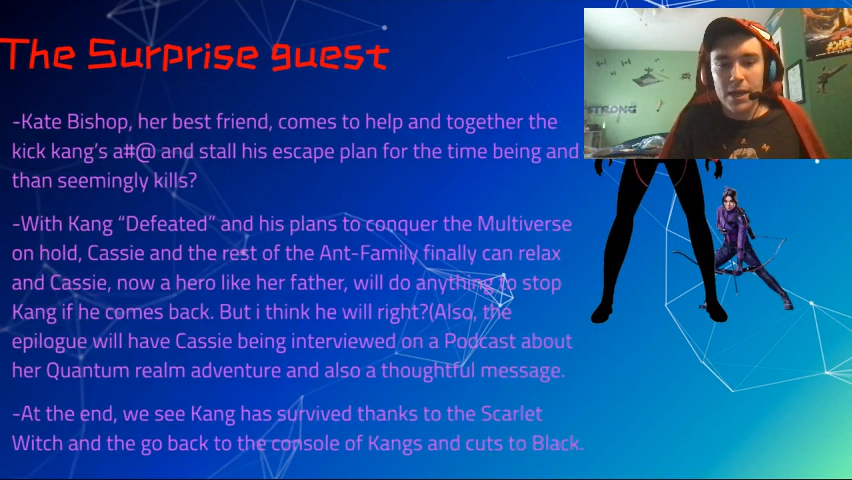 The Surprise guest
-Kate Bishop, her best friend, comes to help and together the
kick kang's a#@ and stall his escape plan for the time being and
than seemingly kills?
-With Kang "Defeated" and his plans to conquer the Multiverse
on hold, Cassie and the rest of the Ant-Family finally can relax
and Cassie, now a hero like her father, will do anything to stop
Kang if he comes back. But i think he will right?(Also, the
epilogue will have Cassie being interviewed on a Podcast about
her Quantum realm adventure and also a thoughtful message.
-At the end, we see Kang has survived thanks to the Scarlet
Witch and the go back to the console of Kangs and cuts to Black.
STRONG